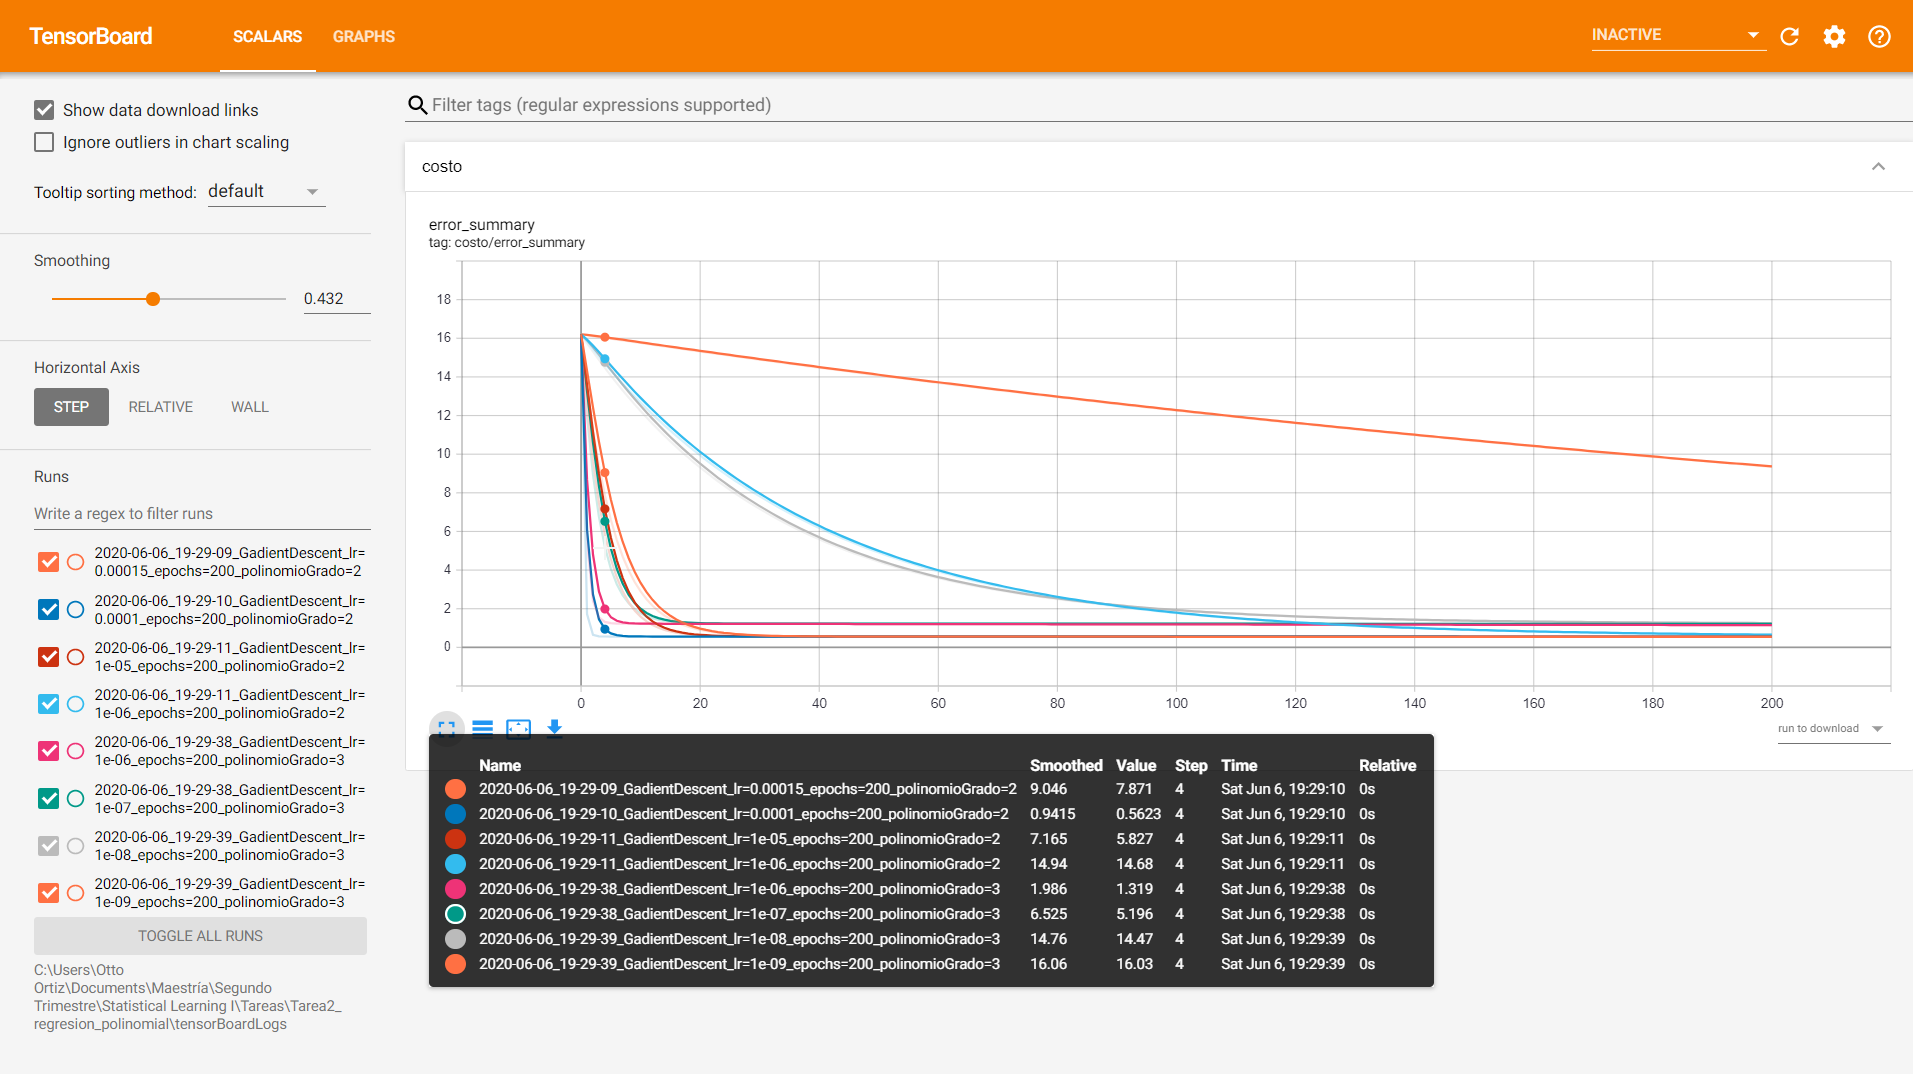 TensorBoard
SCALARS
GRAPHS
INACTIVE
Show data download links
Ignore outliers in chart scaling
Tooltip sorting method: default
Smoothing
0.432
Horizontal Axis
STEP
RELATIVE
WALL
Runs
Write a regex to filter runs
2020-06-06_19-29-09_GadientDescent_lr=
0.00015_epochs=200_polinomioGrado=2
2020-06-06_19-29-10_GadientDescent_lr=
0.0001_epochs=200_polinomioGrado=2
2020-06-06_19-29-11_GadientDescent_lr=
1e-05_epochs=200_polinomioGrado=2
2020-06-06_19-29-11_GadientDescent_lr=
1e-06_epochs=200_polinomioGrado=2
2020-06-06_19-29-38_GadientDescent_lr=
1e-06_epochs=200_polinomioGrado=3
2020-06-06_19-29-38_GadientDescent_lr=
1e-07_epochs=200_polinomioGrado=3
2020-06-06_19-29-39_GadientDescent_lr=
1e-08_epochs=200_polinomioGrado=3
2020-06-06_19-29-39_GadientDescent_lr=
1e-09_epochs=200_polinomioGrado=3
TOGGLE ALL RUNS
C:\Users\Otto
Ortiz\Documents\Maestría\Segundo
Trimestre\Statistical Learning I\Tareas\Tarea2_
regresion_polinomial\tensorBoardLogs
Filter tags (regular expressions supported)
costo
error_summary
tag: costo/error_summary
18
16
14
12
10
8
6
4
2
0
0 20 40 60 80 100 120 140 160 180 200
run to download
Name Smoothed Value Step Time Relative
2020-06-06_19-29-09_GadientDescent_lr=0.00015_epochs=200_polinomioGrado=2 9.046 7.871 4 Sat Jun 6, 19:29:10 0s
2020-06-06_19-29-10_GadientDescent_lr=0.0001_epochs=200_polinomioGrado=2 0.9415 0.5623 4 Sat Jun 6, 19:29:10 0s
2020-06-06_19-29-11_GadientDescent_lr=1e-05_epochs=200_polinomioGrado=2 7.165 5.827 4 Sat Jun 6, 19:29:11 0s
2020-06-06_19-29-11_GadientDescent_lr=1e-06_epochs=200_polinomioGrado=2 14.94 14.68 4 Sat Jun 6, 19:29:11 0s
2020-06-06_19-29-38_GadientDescent_lr=1e-06_epochs=200_polinomioGrado=3 1.986 1.319 4 Sat Jun 6, 19:29:38 0s
2020-06-06_19-29-38_GadientDescent_lr=1e-07_epochs=200_polinomioGrado=3 6.525 5.196 4 Sat Jun 6, 19:29:38 0s
2020-06-06_19-29-39_GadientDescent_lr=1e-08_epochs=200_polinomioGrado=3 14.76 14.47 4 Sat Jun 6, 19:29:39 0s
2020-06-06_19-29-39_GadientDescent_lr=1e-09_epochs=200_polinomioGrado=3 16.06 16.03 4 Sat Jun 6, 19:29:39 0s